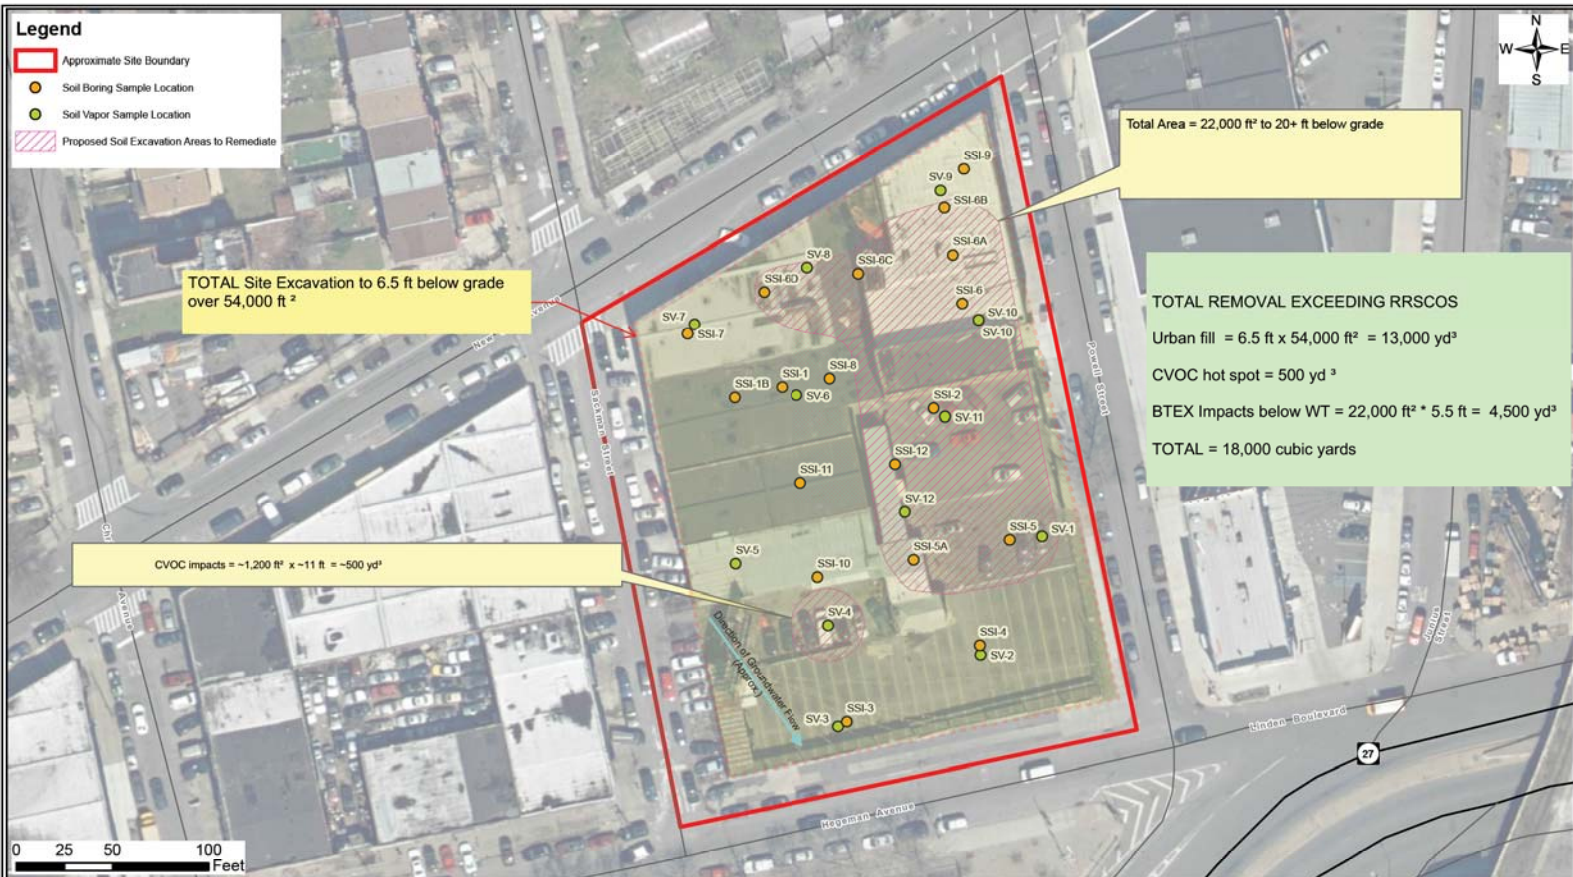 Legend
Approximate Site Boundary
Soil Boring Sample Location
Soil Vapor Sample Location
Proposed Soil Excavation Areas to Remediate
N
W E
S
Total Area = 22,000 ft² to 20+ ft below grade
TOTAL Site Excavation to 6.5 ft below grade
over 54,000 ft ²
TOTAL REMOVAL EXCEEDING RRSCOS
Urban fill = 6.5 ft x 54,000 ft² = 13,000 yd³
CVOC hot spot = 500 yd ³
BTEX Impacts below WT = 22,000 ft² * 5.5 ft = 4,500 yd³
TOTAL = 18,000 cubic yards
CVOC impacts = ~1,200 ft² x ~11 ft = ~500 yd³
SSI-9
SV-9
SSI-6B
SSI-6A
SV-8
SSI-6C
SSI-6D
SSI-6
SV-10
SV-10
SV-7
SSI-7
SSI-8
SSI-1
SSI-1B
SV-6
SSI-2
SV-11
SSI-12
SSI-11
SV-12
SSI-5
SV-1
SSI-5A
SV-5
SSI-10
SV-4
SSI-4
SV-2
SSI-3
SV-3
Direction of Groundwater Flow
(Approx.)
Avenue
Sackman Street
Powell Street
Junius
Street
Linden Boulevard
Hegeman Avenue
Avenue
27
0 25 50 100
Feet